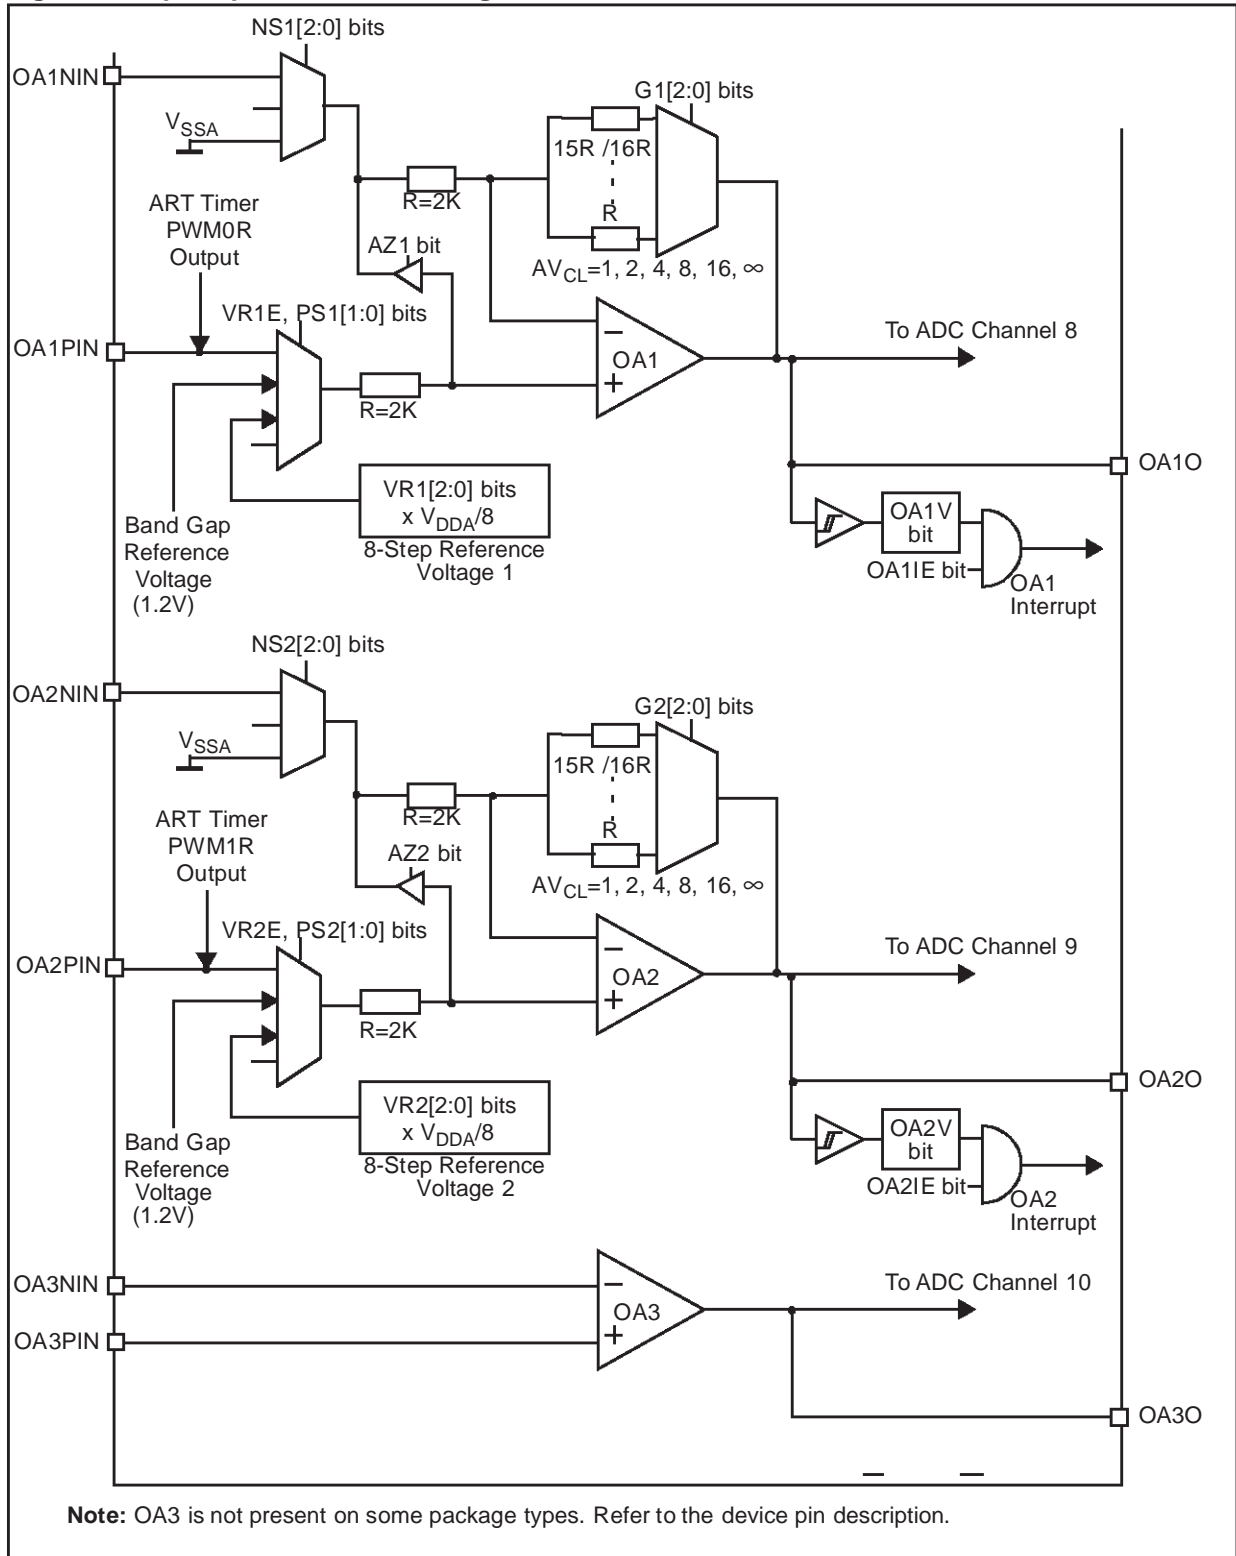 NS1[2:0] bits
OA1NIN
G1[2:0] bits
VSSA
15R /16R
R=2K
R
ART Timer
PWM0R
Output
AZ1 bit
AVCL=1, 2, 4, 8, 16, ∞
VR1E, PS1[1:0] bits
To ADC Channel 8
OA1PIN
−
OA1
+
R=2K
OA1O
VR1[2:0] bits
x VDDA/8
8-Step Reference
Voltage 1
Band Gap
Reference
Voltage
(1.2V)
OA1V
bit
OA1IE bit
OA1
Interrupt
NS2[2:0] bits
OA2NIN
G2[2:0] bits
VSSA
15R /16R
R=2K
R
ART Timer
PWM1R
Output
AZ2 bit
AVCL=1, 2, 4, 8, 16, ∞
VR2E, PS2[1:0] bits
To ADC Channel 9
OA2PIN
−
OA2
+
R=2K
OA2O
VR2[2:0] bits
x VDDA/8
8-Step Reference
Voltage 2
Band Gap
Reference
Voltage
(1.2V)
OA2V
bit
OA2IE bit
OA2
Interrupt
OA3NIN
−
To ADC Channel 10
OA3
OA3PIN
+
OA3O
Note: OA3 is not present on some package types. Refer to the device pin description.